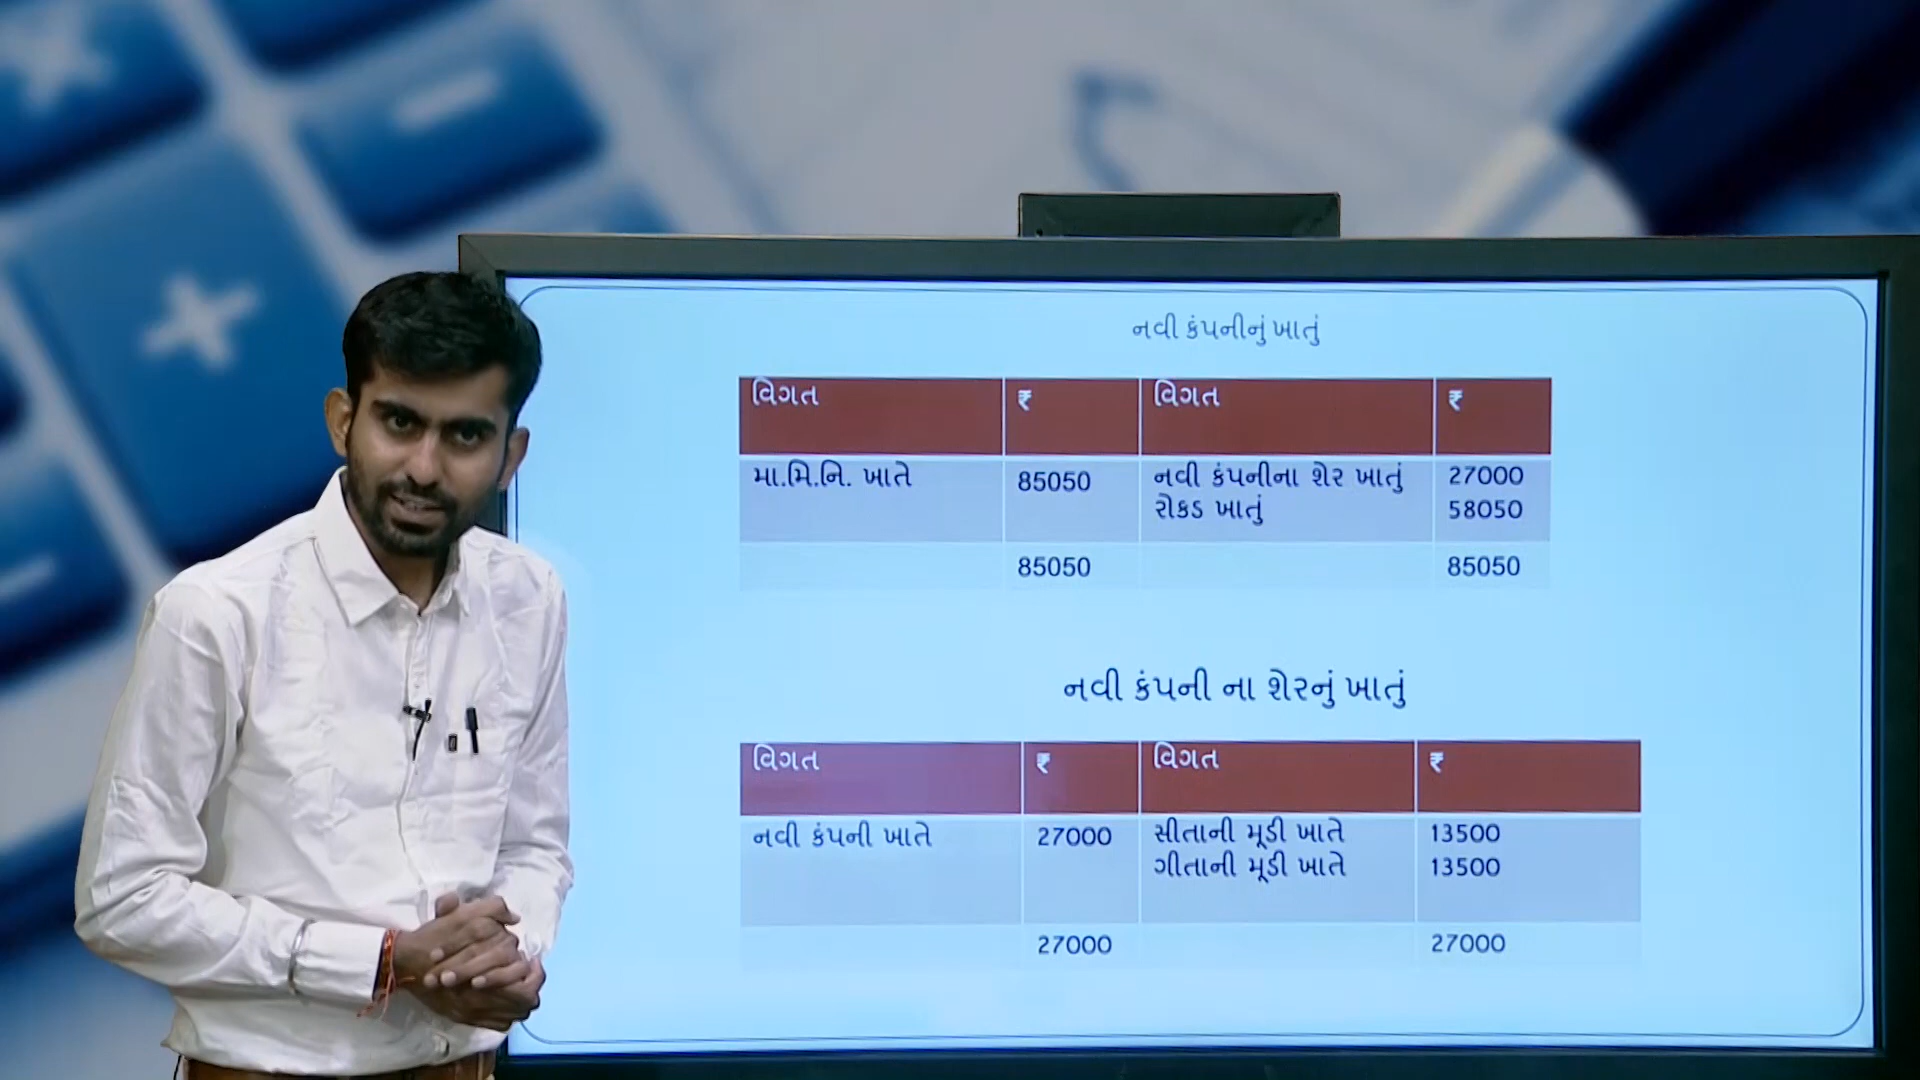 નવી કંપનીનું ખાતું
વિગત ₹ વિગત ₹
મા.મિ.નિ. ખાતે 85050 નવી કંપનીના શેર ખાતું 27000
રોકડ ખાતું 58050
85050 85050
નવી કંપની ના શેરનું ખાતું
વિગત ₹ વિગત ₹
નવી કંપની ખાતે 27000 સીતાની મૂડી ખાતે 13500
ગીતાની મૂડી ખાતે 13500
27000 27000